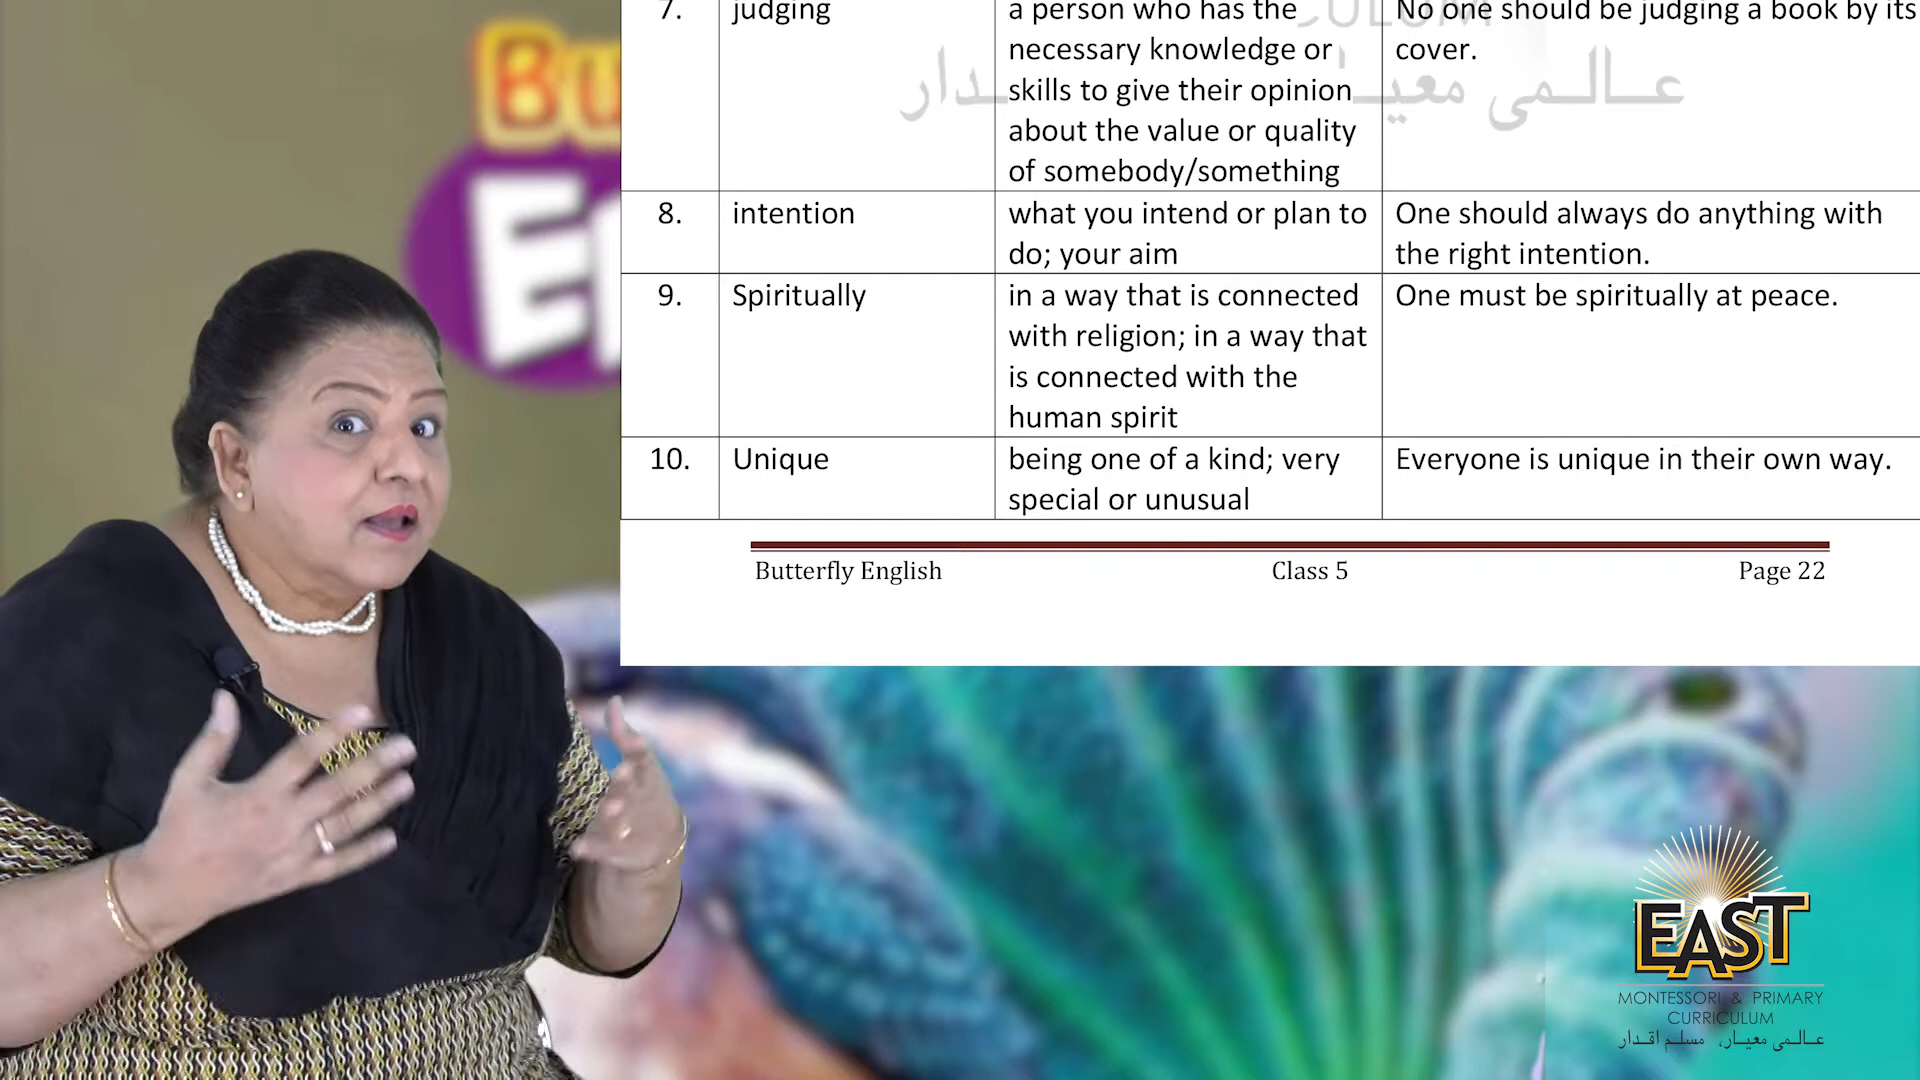 Bu
E
7. judging a person who has the No one should be judging a book by its
necessary knowledge or cover.
skills to give their opinion
about the value or quality
of somebody/something
8. intention what you intend or plan to One should always do anything with
do; your aim the right intention.
9. Spiritually in a way that is connected One must be spiritually at peace.
with religion; in a way that
is connected with the
human spirit
10. Unique being one of a kind; very Everyone is unique in their own way.
special or unusual
Butterfly English Class 5 Page 22
EAST
MONTESSORI & PRIMARY
CURRICULUM
عالمی معیار، مسلم اقدار